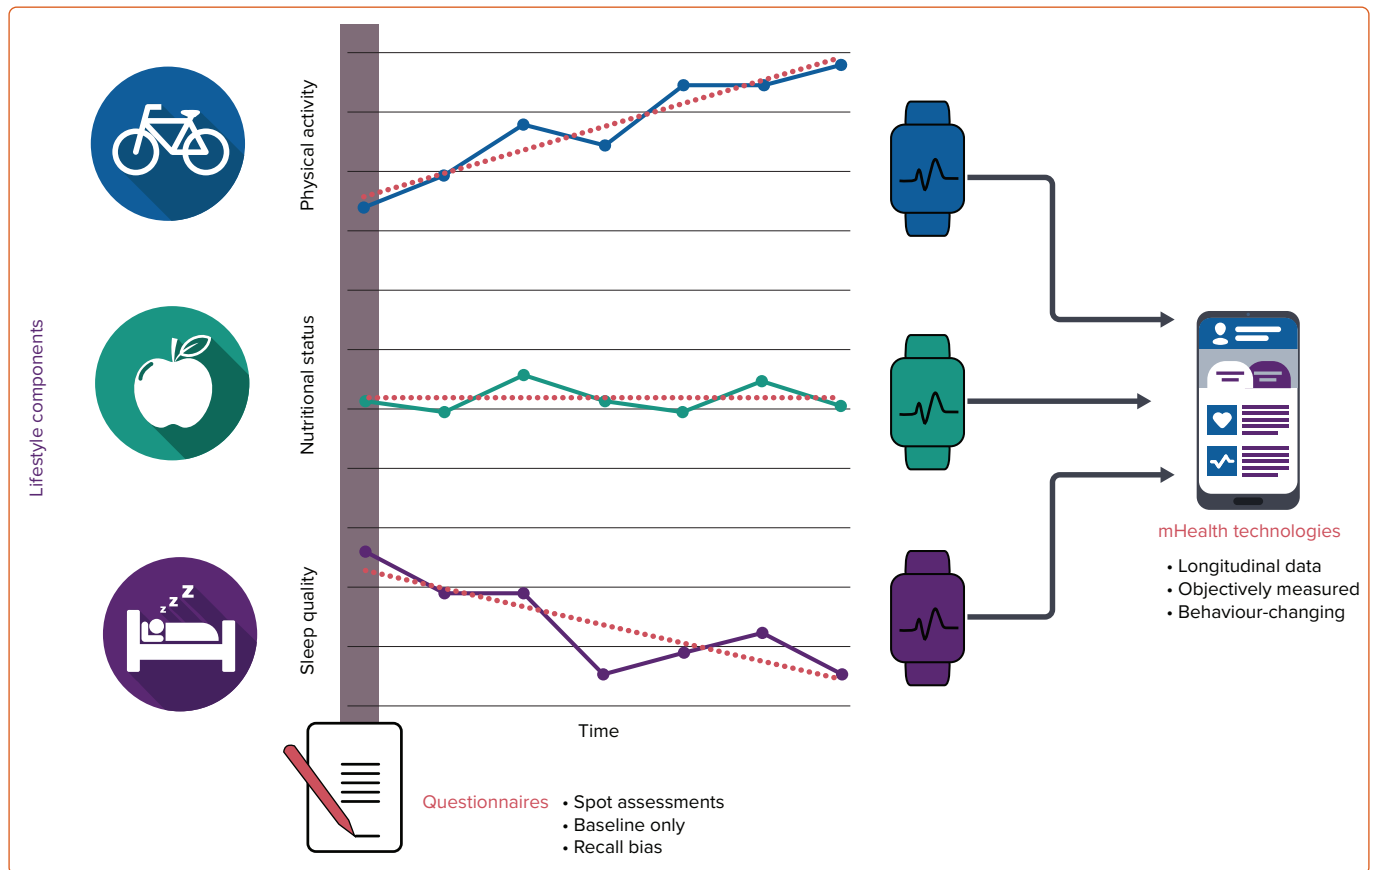 Lifestyle components
Physical activity
Nutritional status
Sleep quality
z z z
Time
mHealth technologies
• Longitudinal data
• Objectively measured
• Behaviour-changing
Questionnaires
• Spot assessments
• Baseline only
• Recall bias